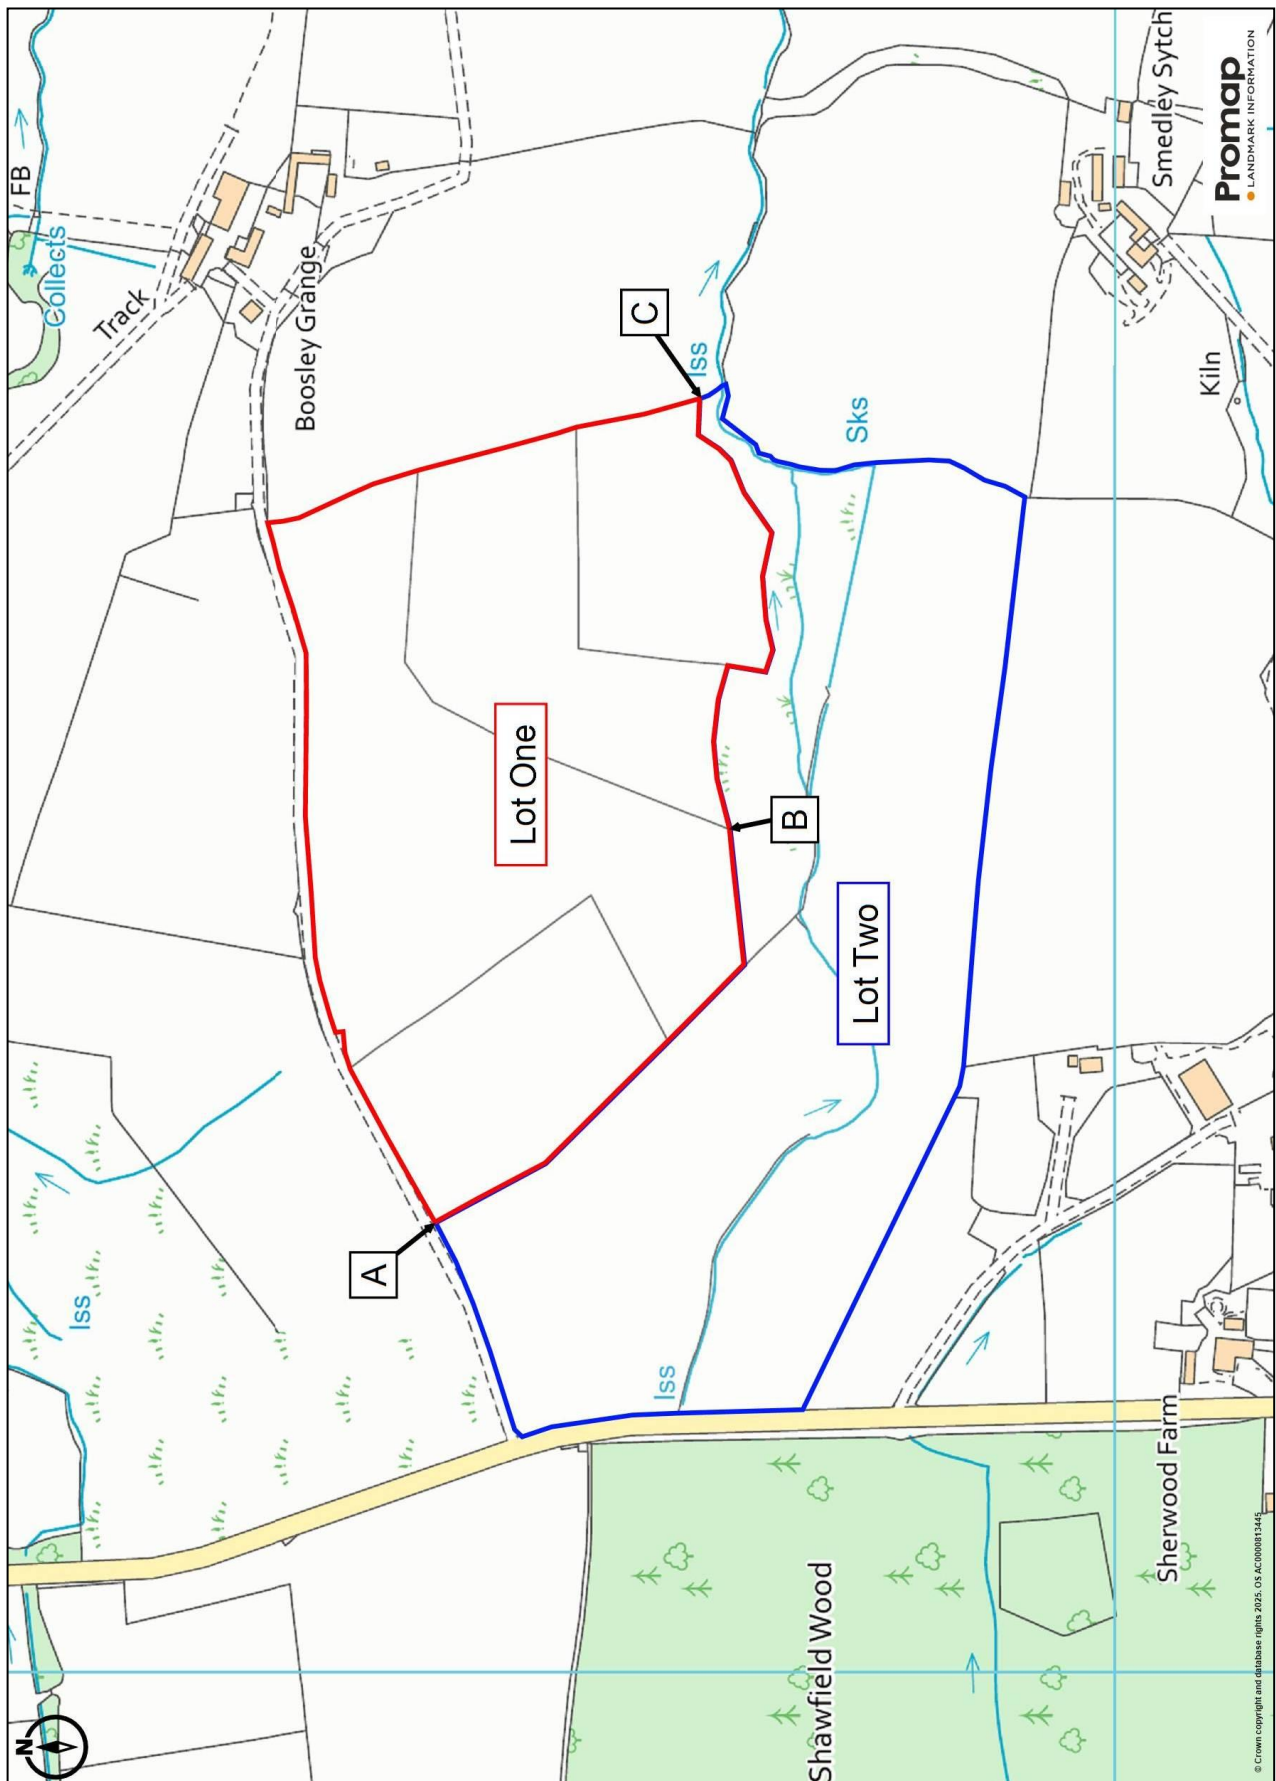 N
FB
Collects
Track
Boosley Grange
Iss
A
Lot One
C
Iss
B
Lot Two
Sks
Iss
Shawfield Wood
Sherwood Farm
Kiln
Smedley Sytch
Promap
LANDMARK INFORMATION
© Crown copyright and database rights 2025. OS AC0000813445